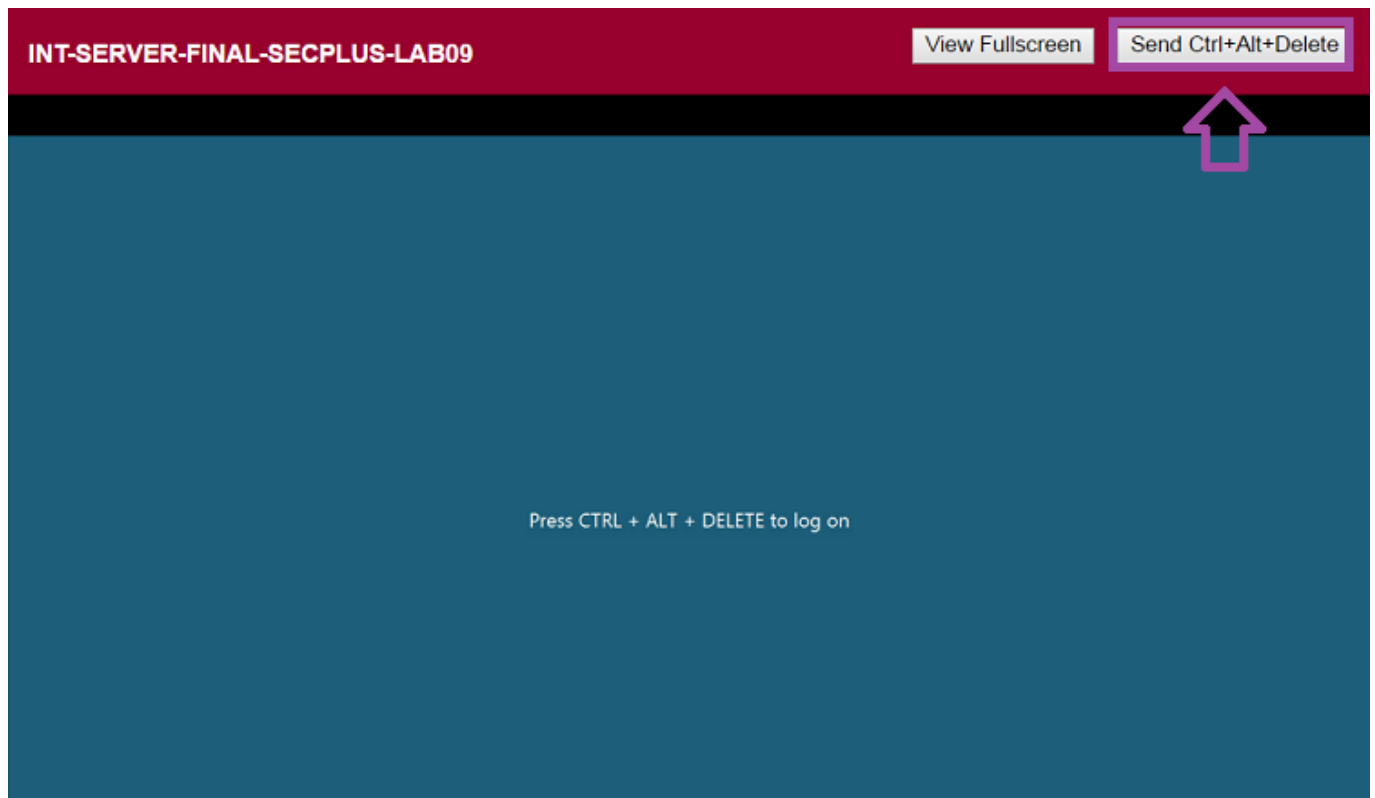 INT-SERVER-FINAL-SECPLUS-LAB09
View Fullscreen
Send Ctrl+Alt+Delete
Press CTRL + ALT + DELETE to log on